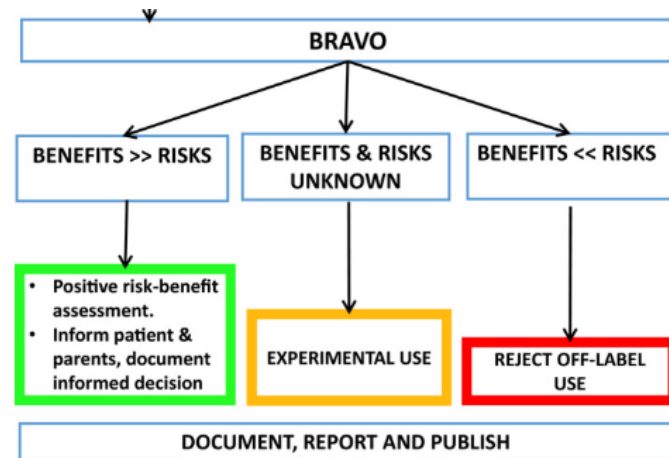 BRAVO
BENEFITS >> RISKS
BENEFITS & RISKS
UNKNOWN
BENEFITS << RISKS
• Positive risk-benefit
assessment.
• Inform patient &
parents, document
informed decision
EXPERIMENTAL USE
REJECT OFF-LABEL
USE
DOCUMENT, REPORT AND PUBLISH